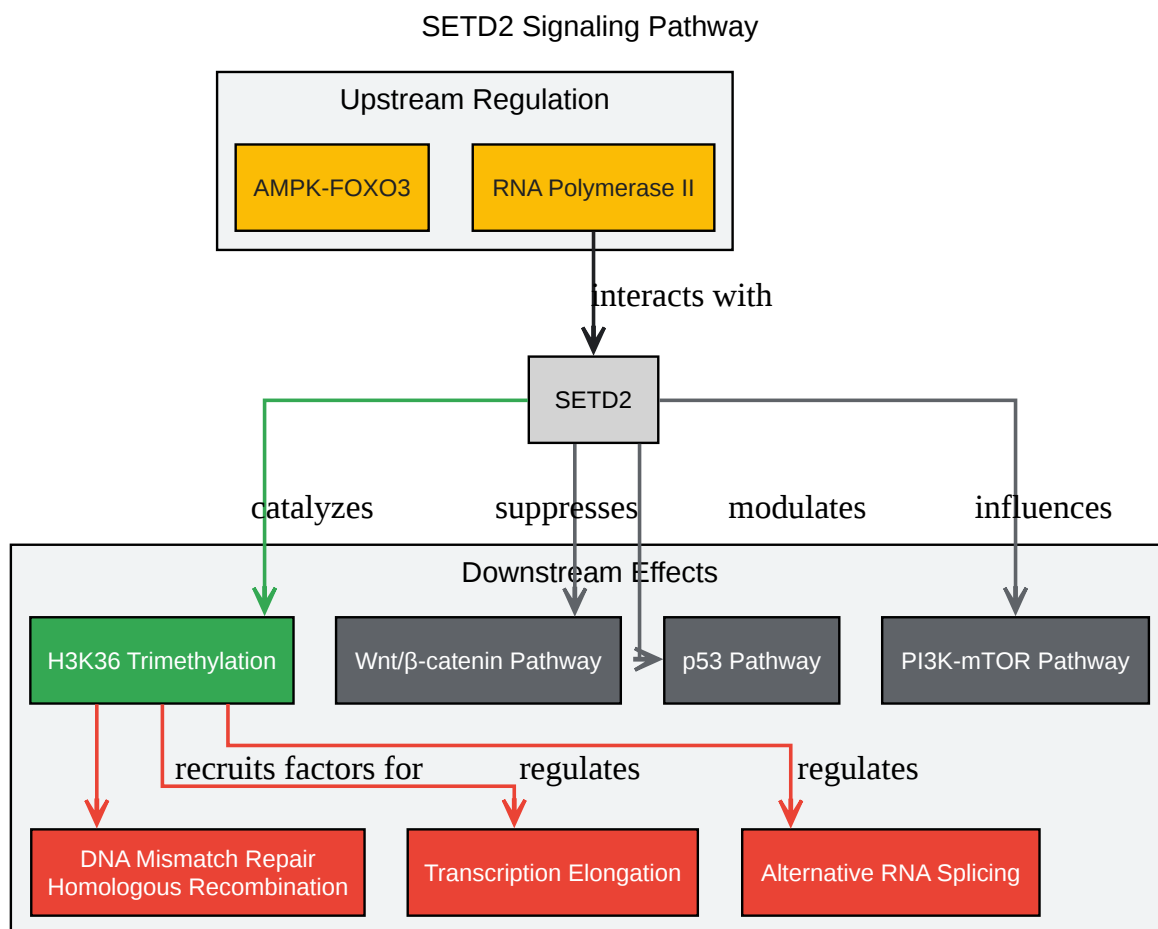 SETD2 Signaling Pathway
Upstream Regulation
AMPK-FOXO3
RNA Polymerase II
interacts with
SETD2
catalyzes
suppresses
modulates
influences
Downstream Effects
H3K36 Trimethylation
Wnt/β-catenin Pathway
p53 Pathway
PI3K-mTOR Pathway
recruits factors for
regulates
regulates
DNA Mismatch Repair
Homologous Recombination
Transcription Elongation
Alternative RNA Splicing